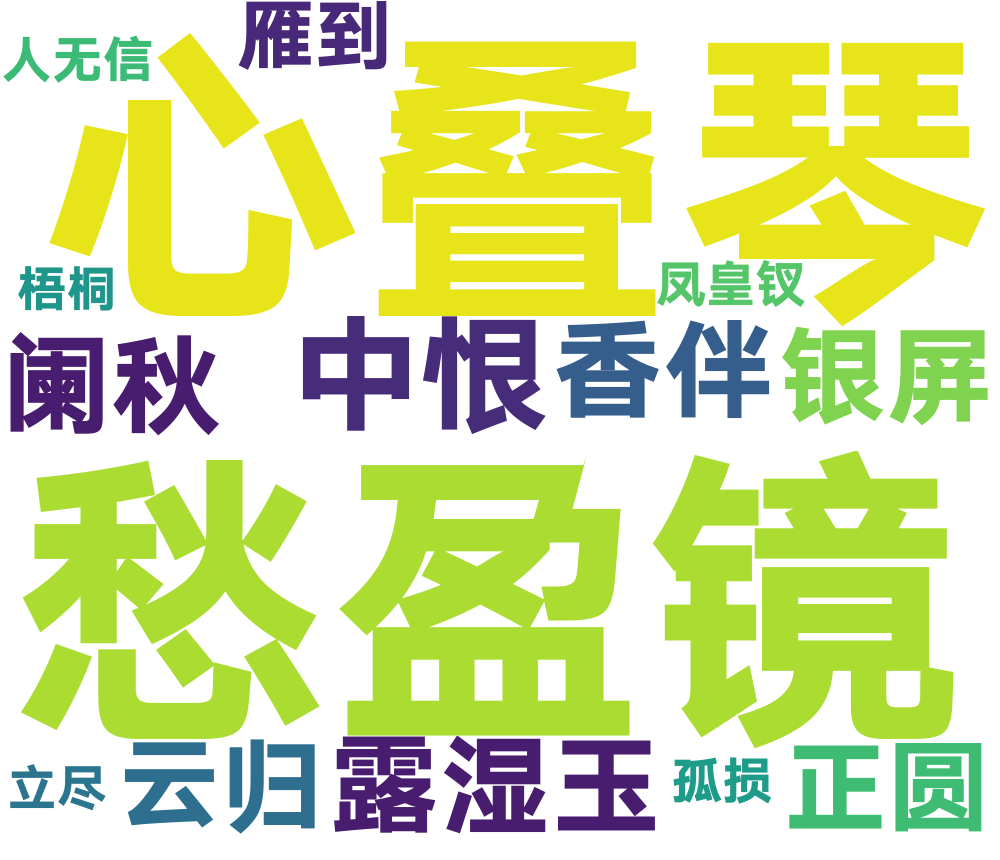 雁到
人无信
心叠琴
梧桐
凤皇钗
阑秋
中恨
香伴
银屏
愁盈镜
立尽
云归
露湿玉
孤损
正圆